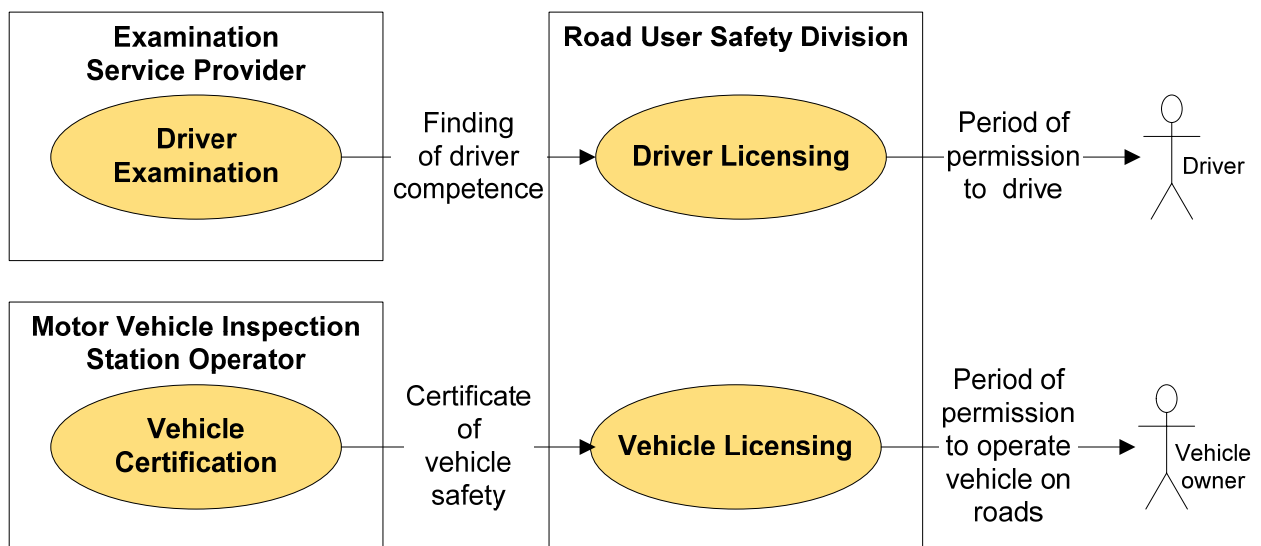 Examination
Service Provider
Driver
Examination
Finding
of driver
competence
Road User Safety Division
Driver Licensing
Period of
permission
to drive
Driver
Motor Vehicle Inspection
Station Operator
Vehicle
Certification
Certificate
of
vehicle
safety
Vehicle Licensing
Period of
permission
to operate
vehicle on
roads
Vehicle
owner